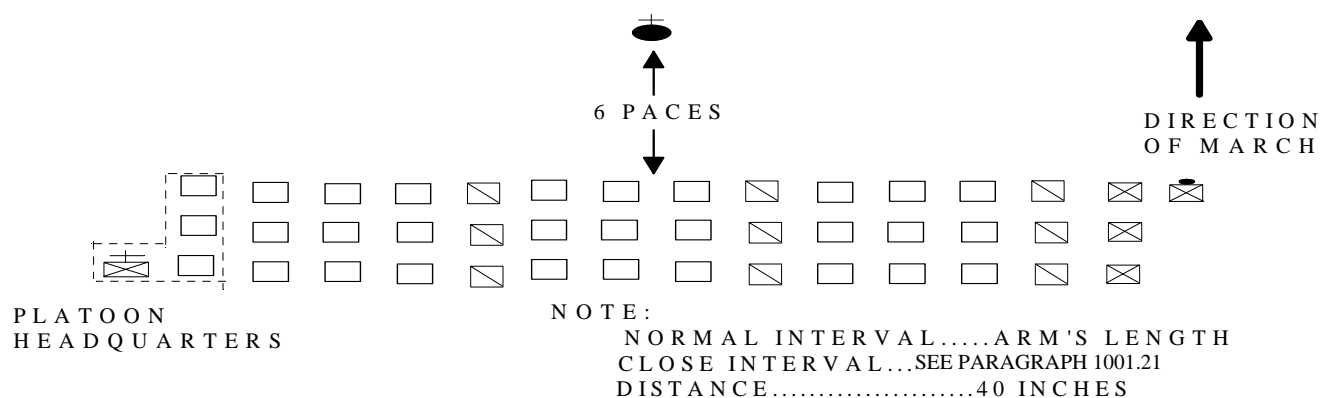 6 PACES
DIRECTION
OF MARCH
PLATOON
HEADQUARTERS
NOTE:
NORMAL INTERVAL.....ARM'S LENGTH
CLOSE INTERVAL...SEE PARAGRAPH 1001.21
DISTANCE.....................40 INCHES